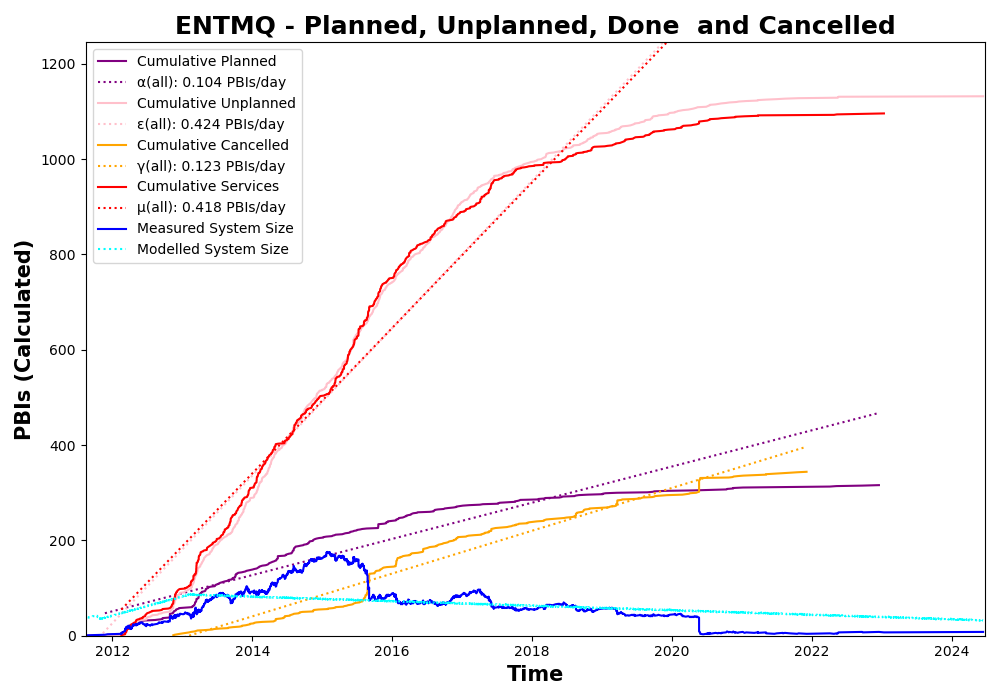 ENTMQ - Planned, Unplanned, Done  and Cancelled
Cumulative Planned
α(all): 0.104 PBIs/day
Cumulative Unplanned
ε(all): 0.424 PBIs/day
Cumulative Cancelled
γ(all): 0.123 PBIs/day
Cumulative Services
μ(all): 0.418 PBIs/day
Measured System Size
Modelled System Size
PBIs (Calculated)
1200
1000
800
600
400
200
0
2012 2014 2016 2018 2020 2022 2024
Time